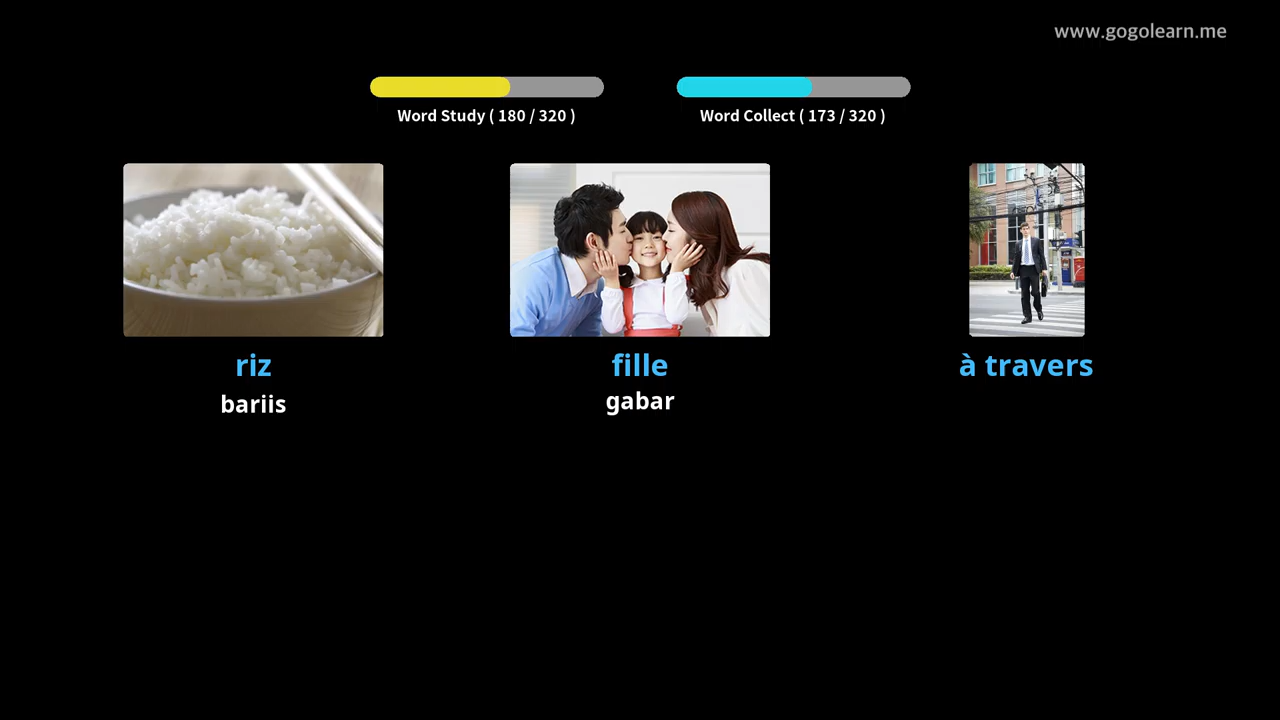 www.gogolearn.me
Word Study ( 180 / 320 )
Word Collect ( 173 / 320 )
riz
fille
à travers
bariis
gabar